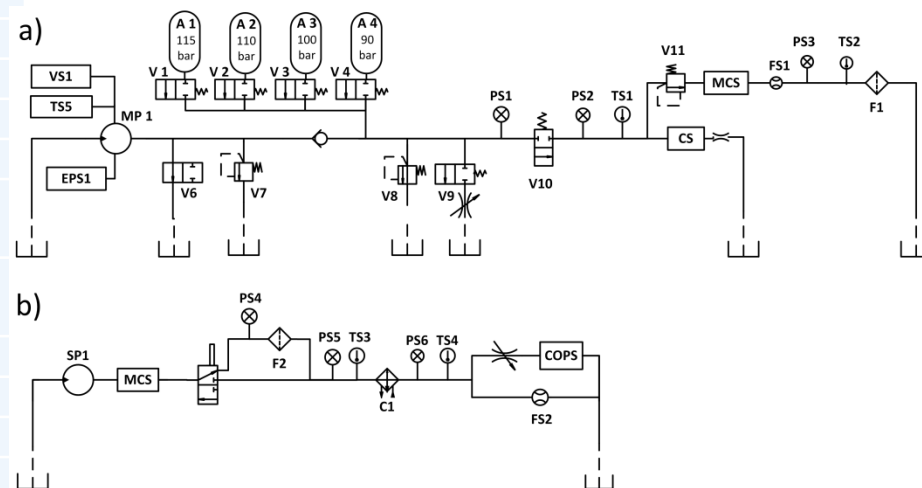 a)
A 1
115
bar
A 2
110
bar
A 3
100
bar
A 4
90
bar
V 1
V 2
V 3
V 4
VS1
TS5
MP 1
EPS1
V6
V7
V8
V9
PS1
V10
PS2
TS1
V11
MCS
FS1
PS3
TS2
F1
CS
b)
SP1
MCS
PS4
F2
PS5
TS3
C1
PS6
TS4
COPS
FS2